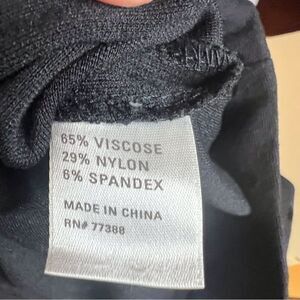 65% VISCOSE
29% NYLON
6% SPANDEX
MADE IN CHINA
RN# 77388